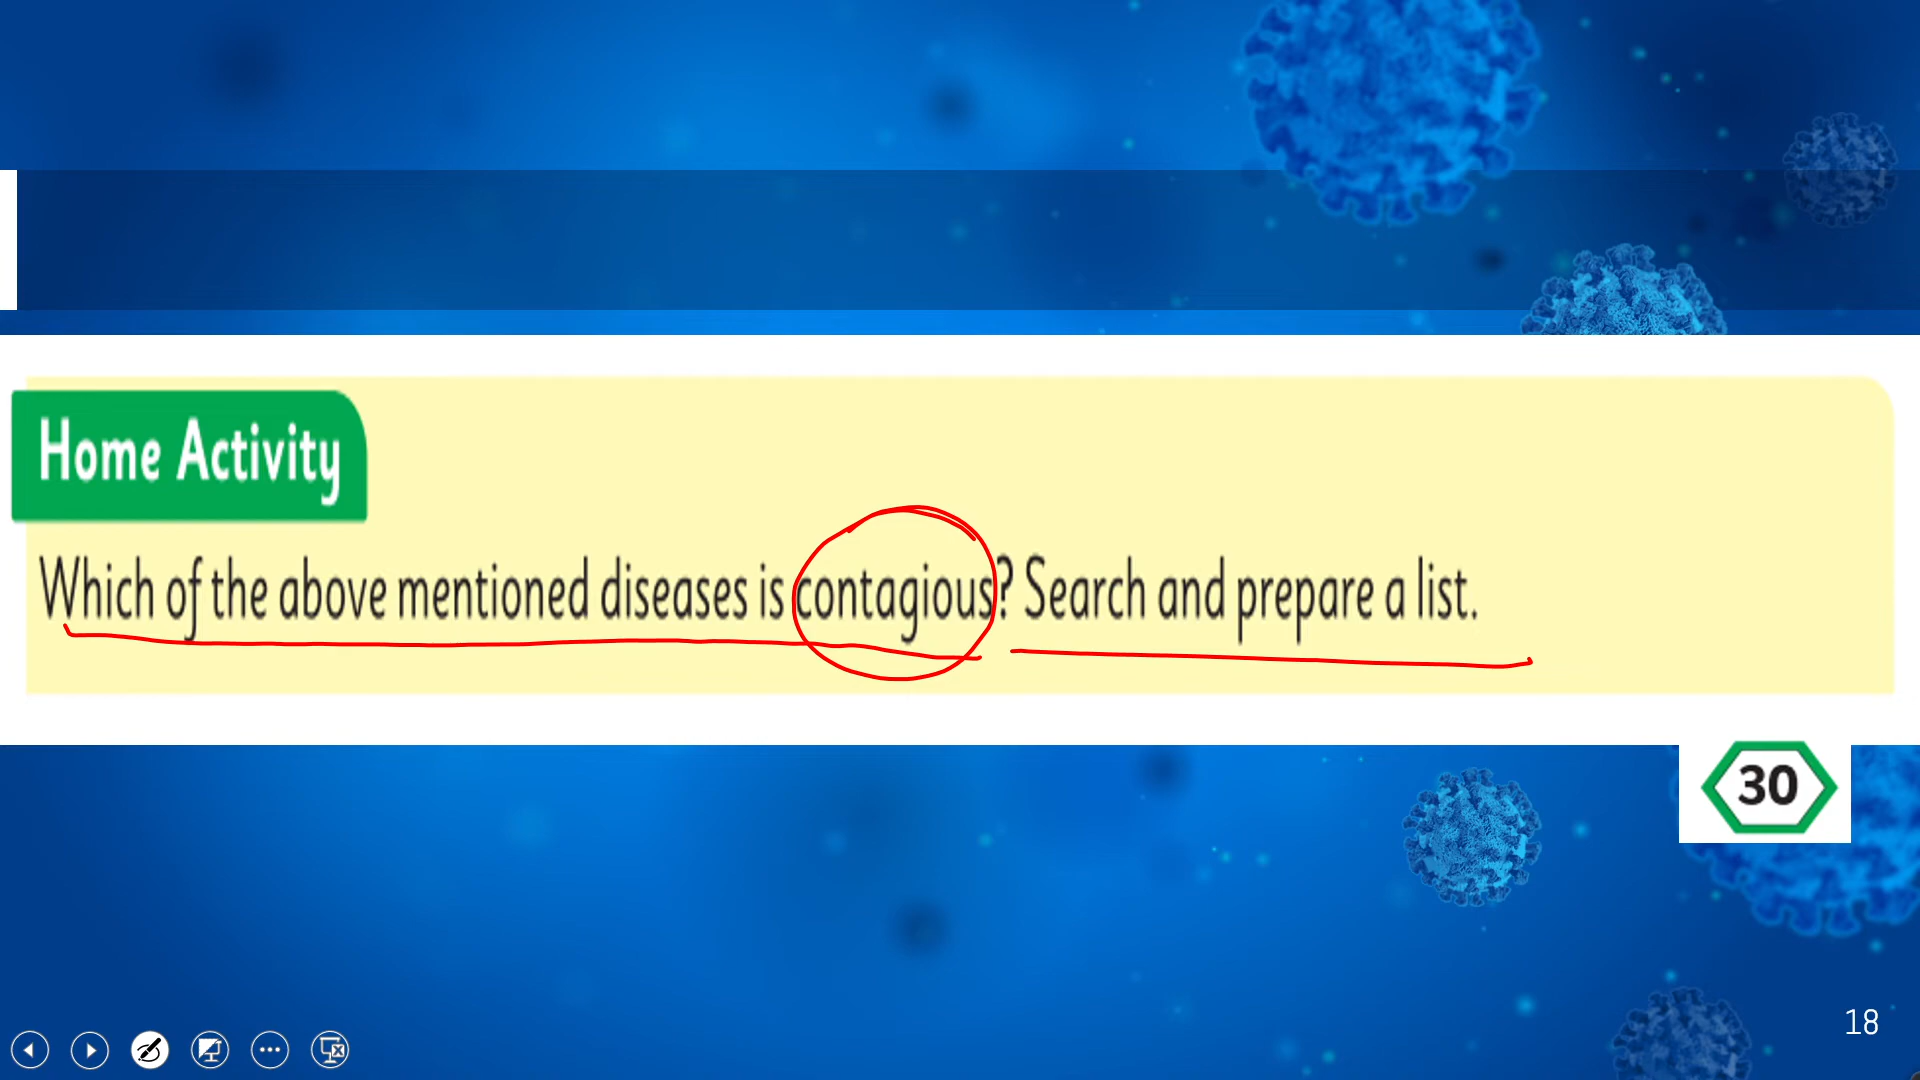 Home Activity
Which of the above mentioned diseases is contagious? Search and prepare a list.
30
18